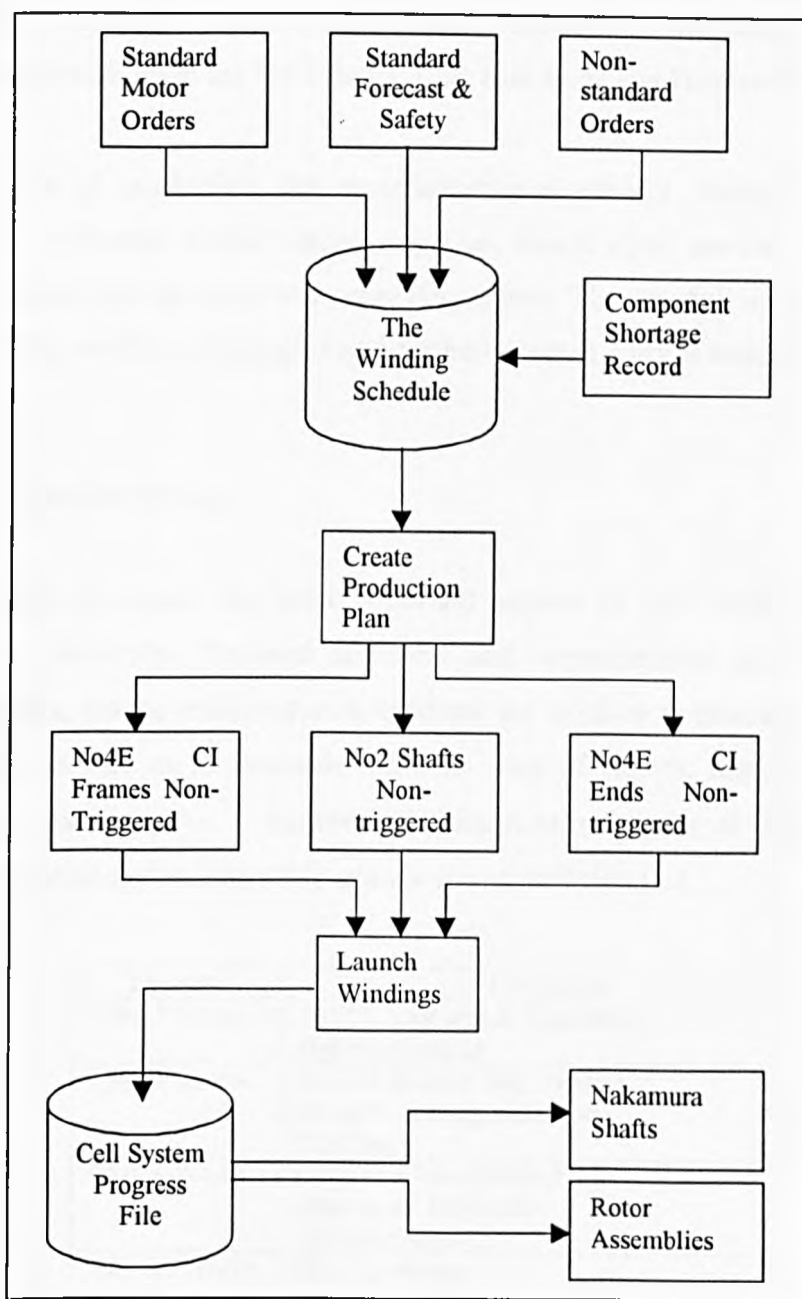 Standard
Motor
Orders
Standard
Forecast &
Safety
Non-
standard
Orders
The
Winding
Schedule
Component
Shortage
Record
Create
Production
Plan
No4E CI
Frames Non-
Triggered
No2 Shafts
Non-
triggered
No4E CI
Ends Non-
triggered
Launch
Windings
Cell System
Progress
File
Nakamura
Shafts
Rotor
Assemblies